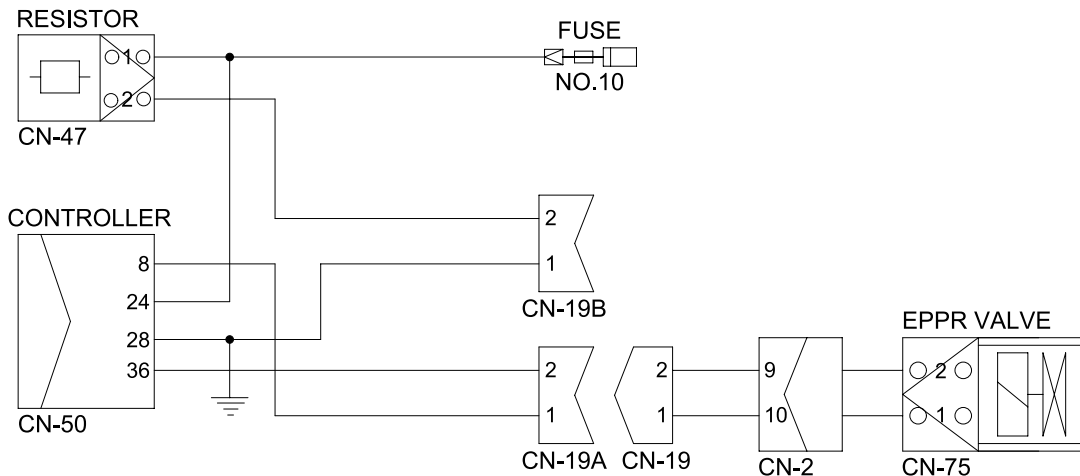 RESISTOR
1
2
CN-47
FUSE
NO.10
CONTROLLER
8
24
28
36
CN-50
2
1
CN-19B
2
1
CN-19A
2
1
CN-19
9
10
CN-2
EPPR VALVE
2
1
CN-75